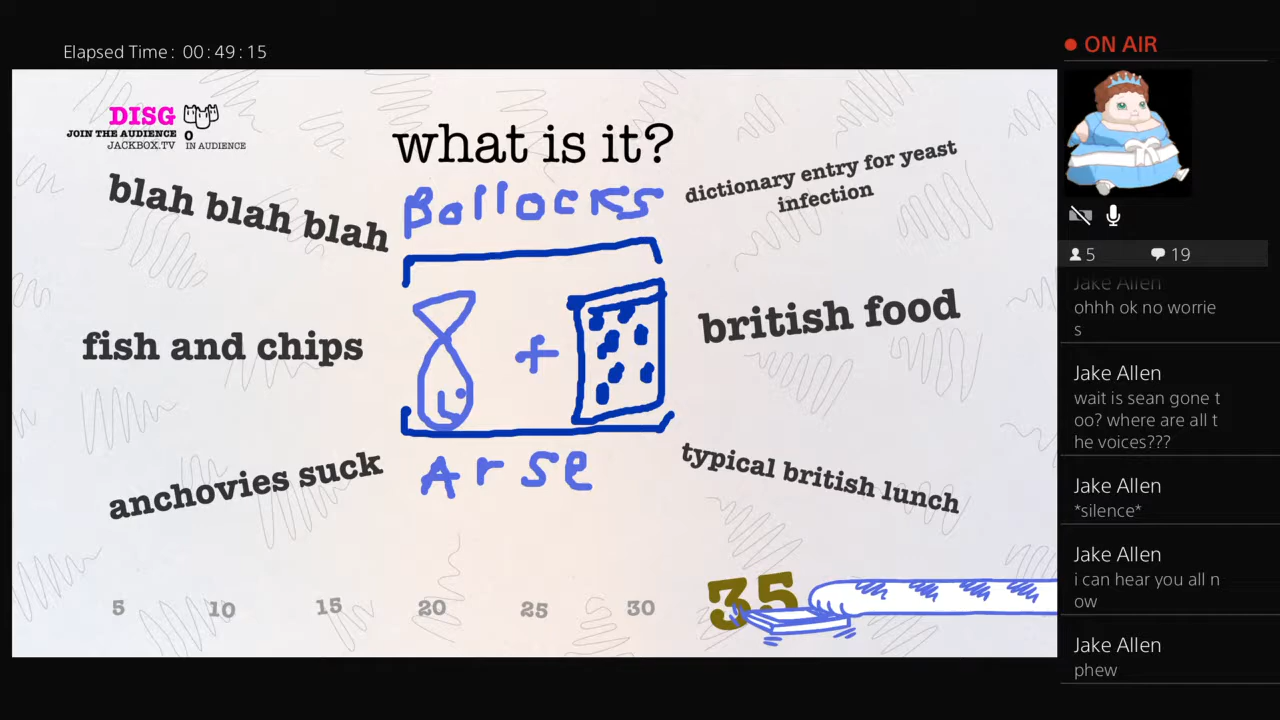 Elapsed Time: 00:49:15
DISG
JOIN THE AUDIENCE
JACKBOX.TV
0
IN AUDIENCE
what is it?
Bollocks
blah blah blah
dictionary entry for yeast
infection
fish and chips
+
british food
anchovies suck
Arse
typical british lunch
5 10 15 20 25 30 35
ON AIR
5 19
Jake Allen
ohhh ok no worrie
s
Jake Allen
wait is sean gone t
oo? where are all t
he voices???
Jake Allen
*silence*
Jake Allen
i can hear you all n
ow
Jake Allen
phew